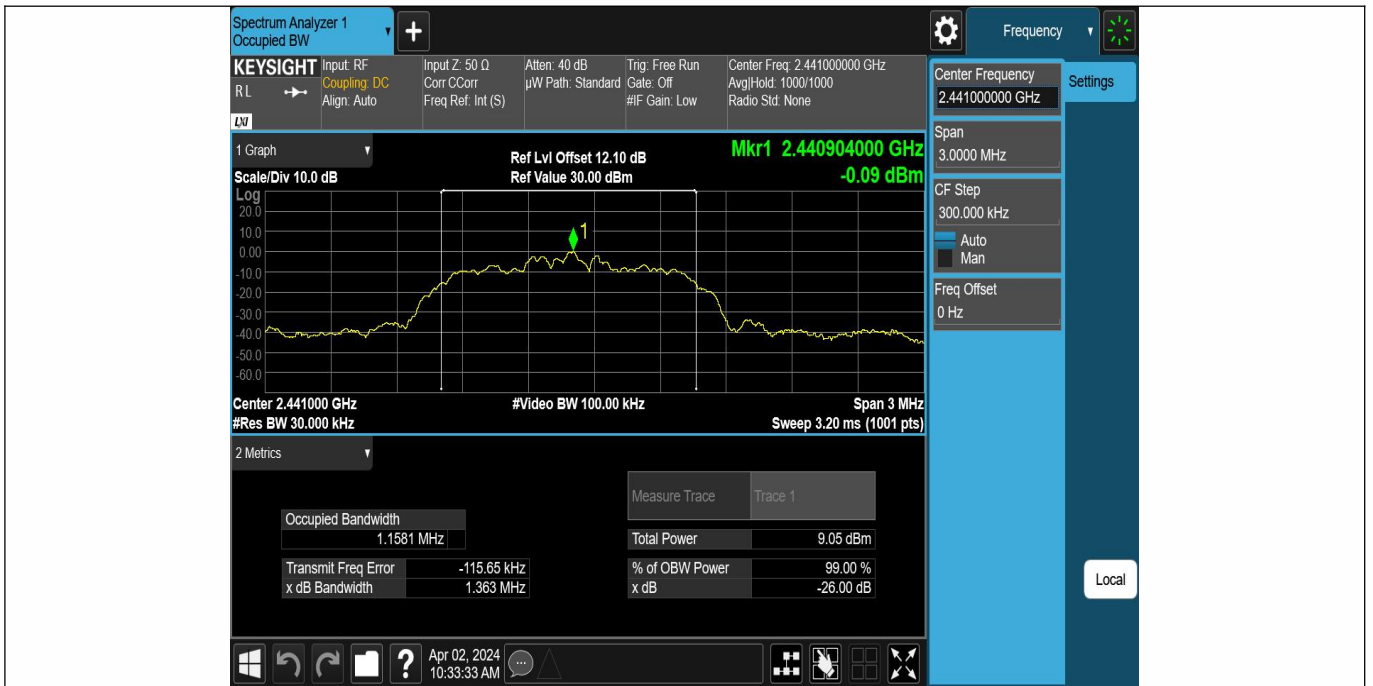 Spectrum Analyzer 1
Occupied BW
+
Frequency
KEYSIGHT
RL
LXI
Input: RF
Coupling: DC
Align: Auto
Input Z: 50 Ω
Corr CCorr
Freq Ref: Int (S)
Atten: 40 dB
µW Path: Standard
Trig: Free Run
Gate: Off
#IF Gain: Low
Center Freq: 2.441000000 GHz
Avg|Hold: 1000/1000
Radio Std: None
Center Frequency
2.441000000 GHz
Settings
Span
3.0000 MHz
CF Step
300.000 kHz
Auto
Man
Freq Offset
0 Hz
Local
1 Graph
Scale/Div 10.0 dB
Ref Lvl Offset 12.10 dB
Ref Value 30.00 dBm
Mkr1 2.440904000 GHz
-0.09 dBm
Log
20.0
10.0
0.00
-10.0
-20.0
-30.0
-40.0
-50.0
-60.0
1
Center 2.441000 GHz
#Video BW 100.00 kHz
Span 3 MHz
#Res BW 30.000 kHz
Sweep 3.20 ms (1001 pts)
2 Metrics
Measure Trace
Trace 1
Occupied Bandwidth
1.1581 MHz
Total Power
9.05 dBm
Transmit Freq Error
-115.65 kHz
% of OBW Power
99.00 %
x dB Bandwidth
1.363 MHz
x dB
-26.00 dB
?
Apr 02, 2024
10:33:33 AM